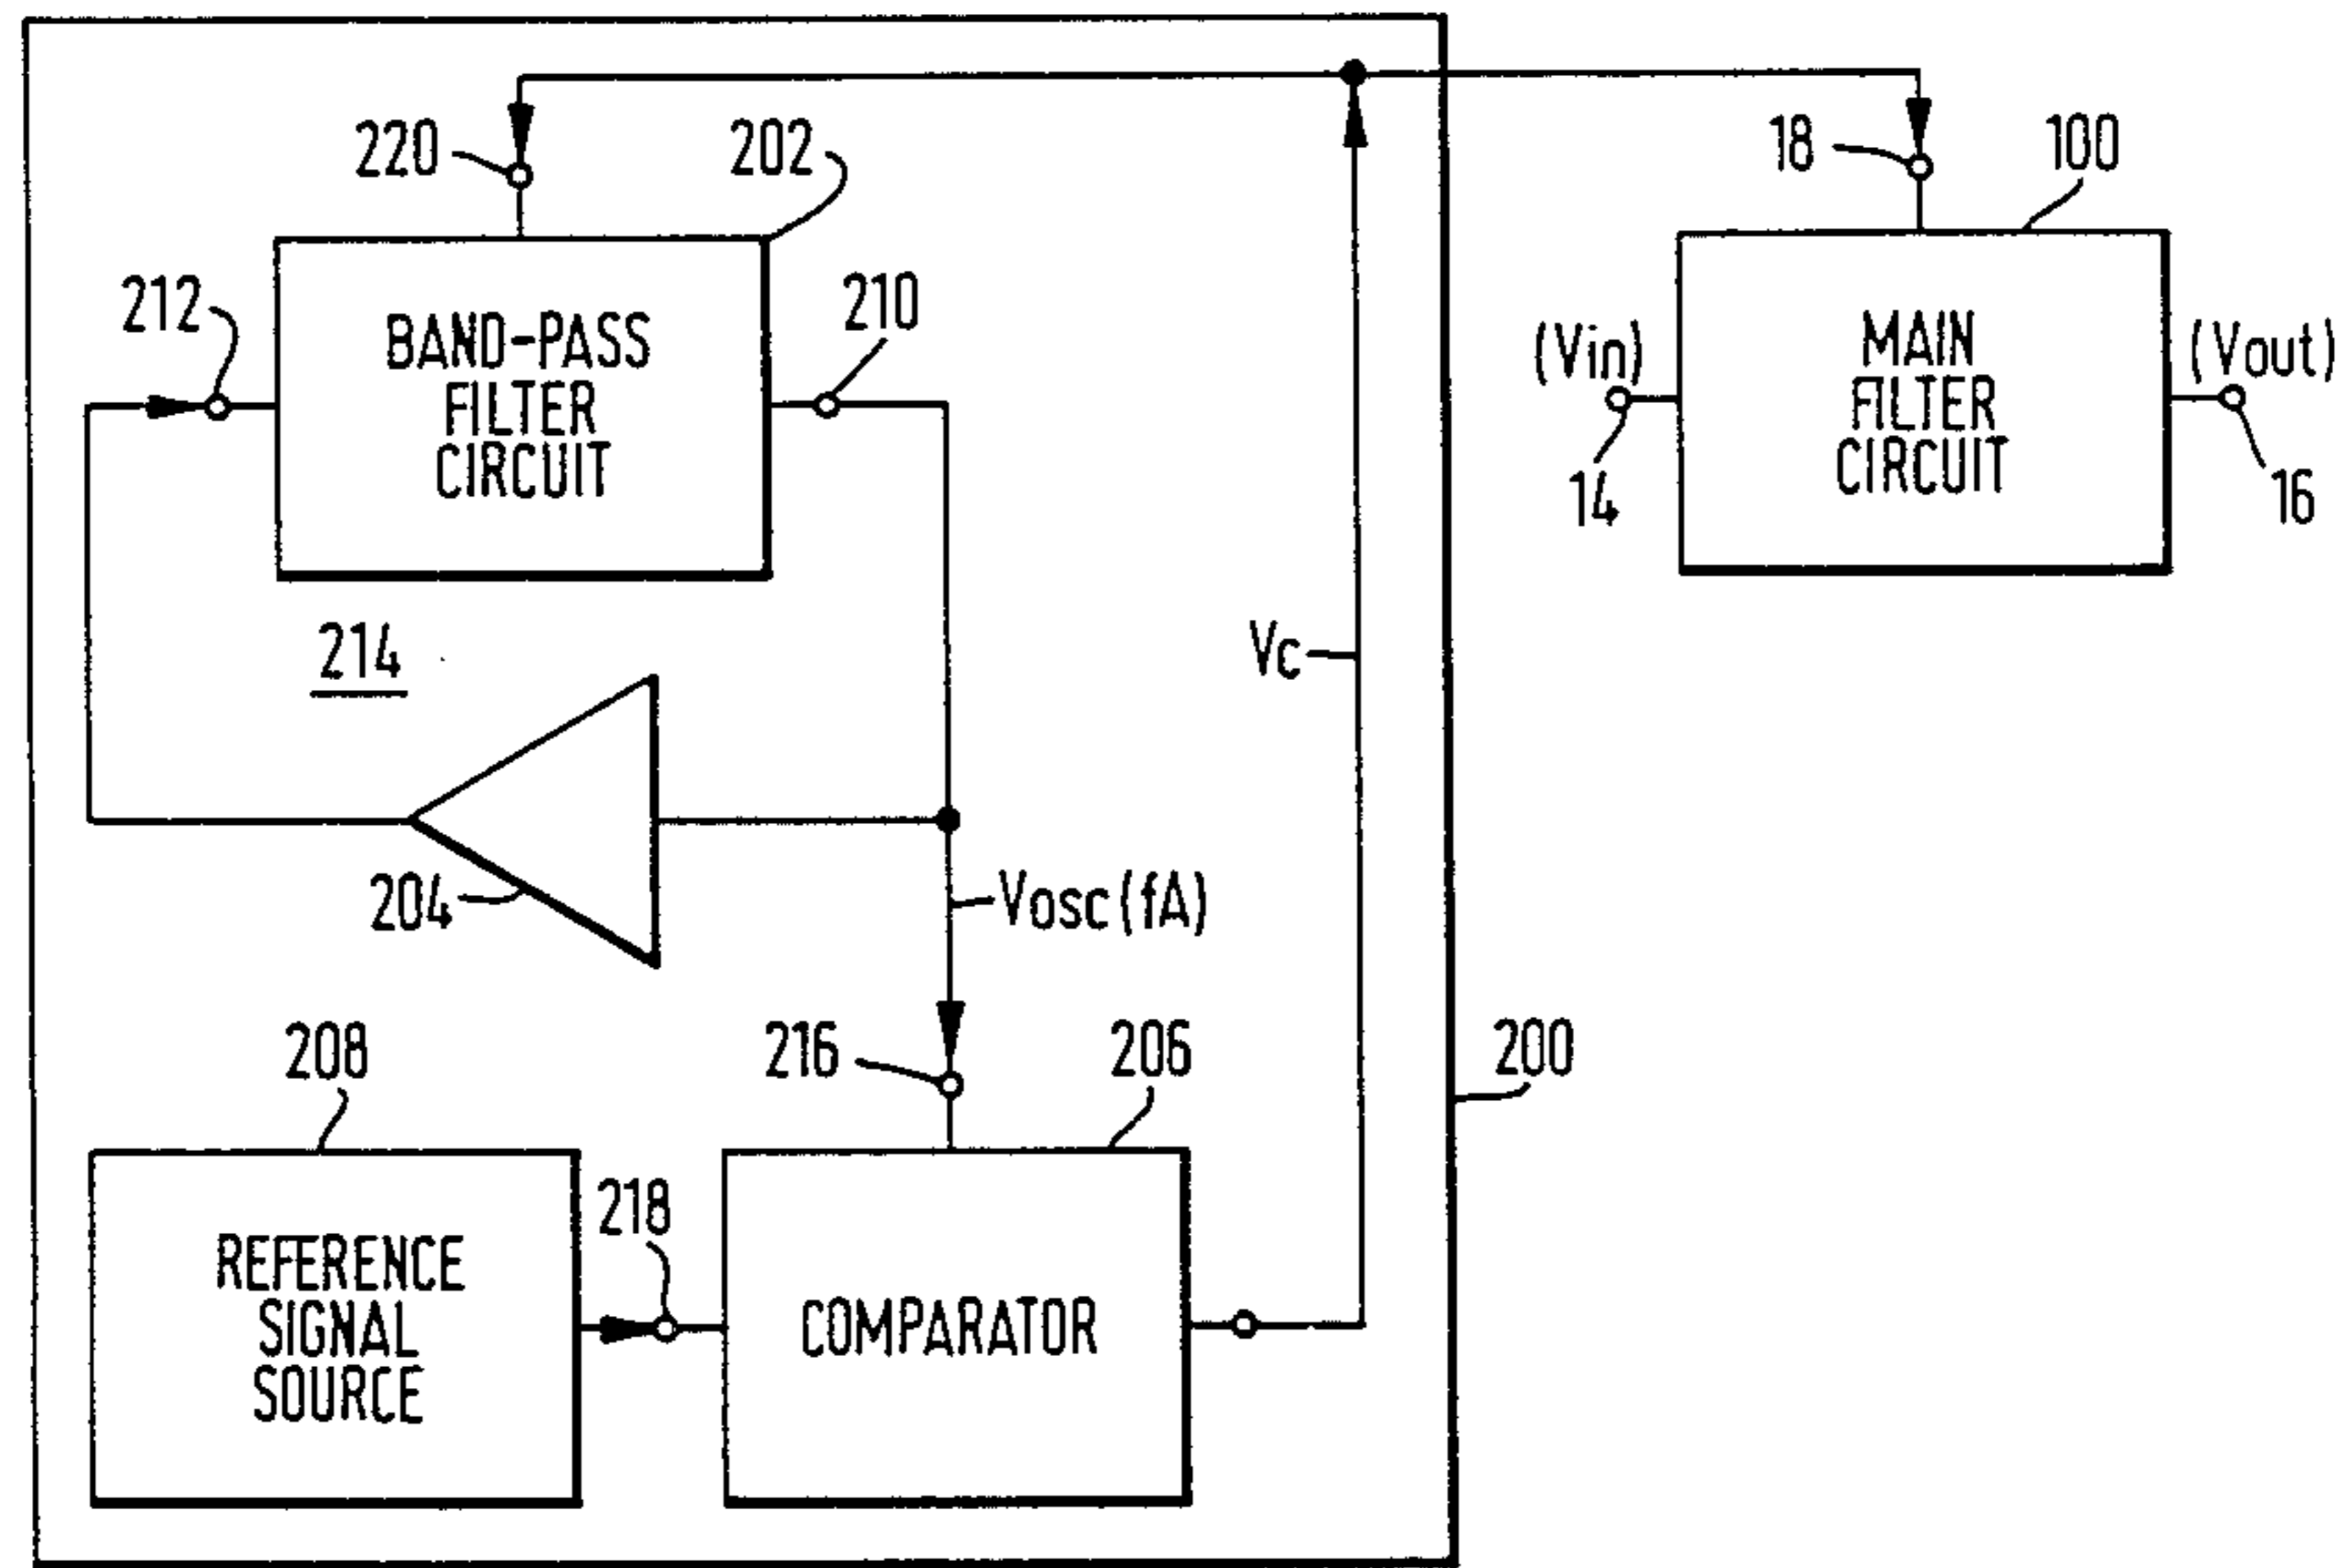 220
202
18
100
212
BAND-PASS
FILTER
CIRCUIT
210
(Vin)
MAIN
FILTER
CIRCUIT
(Vout)
14
16
214
Vc
204
Vosc(fA)
208
216
206
200
REFERENCE
SIGNAL
SOURCE
218
COMPARATOR